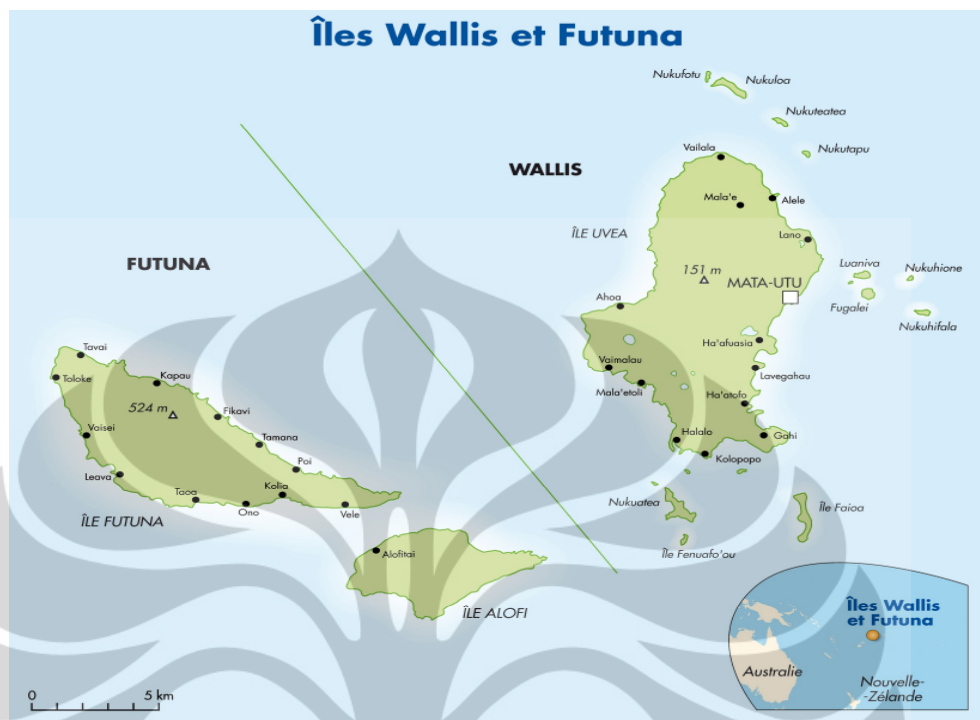 Îles Wallis et Futuna
Nukufotu
Nukuloa
Nukuteatea
Nukutapu
Vailala
WALLIS
Mala'e
Alele
ÎLE UVEA
Lano
FUTUNA
151 m
Luaniva
Nukuhione
MATA-UTU
Ahoa
Fugalei
Nukuhifala
Ha'afuasia
Tavai
Vaimalau
Lavegahau
Toloke
Kapau
Mala'etoli
Ha'atofo
524 m
Fikavi
Vaisei
Tamana
Halalo
Gahi
Kolopopo
Poi
Leava
Taoa
Kolia
Nukuatea
Île Faioa
ÎLE FUTUNA
Ono
Vele
Alofitai
Île Fenuafo'ou
ÎLE ALOFI
Îles Wallis
et Futuna
Australie
Nouvelle-
-Zélande
0
5 km